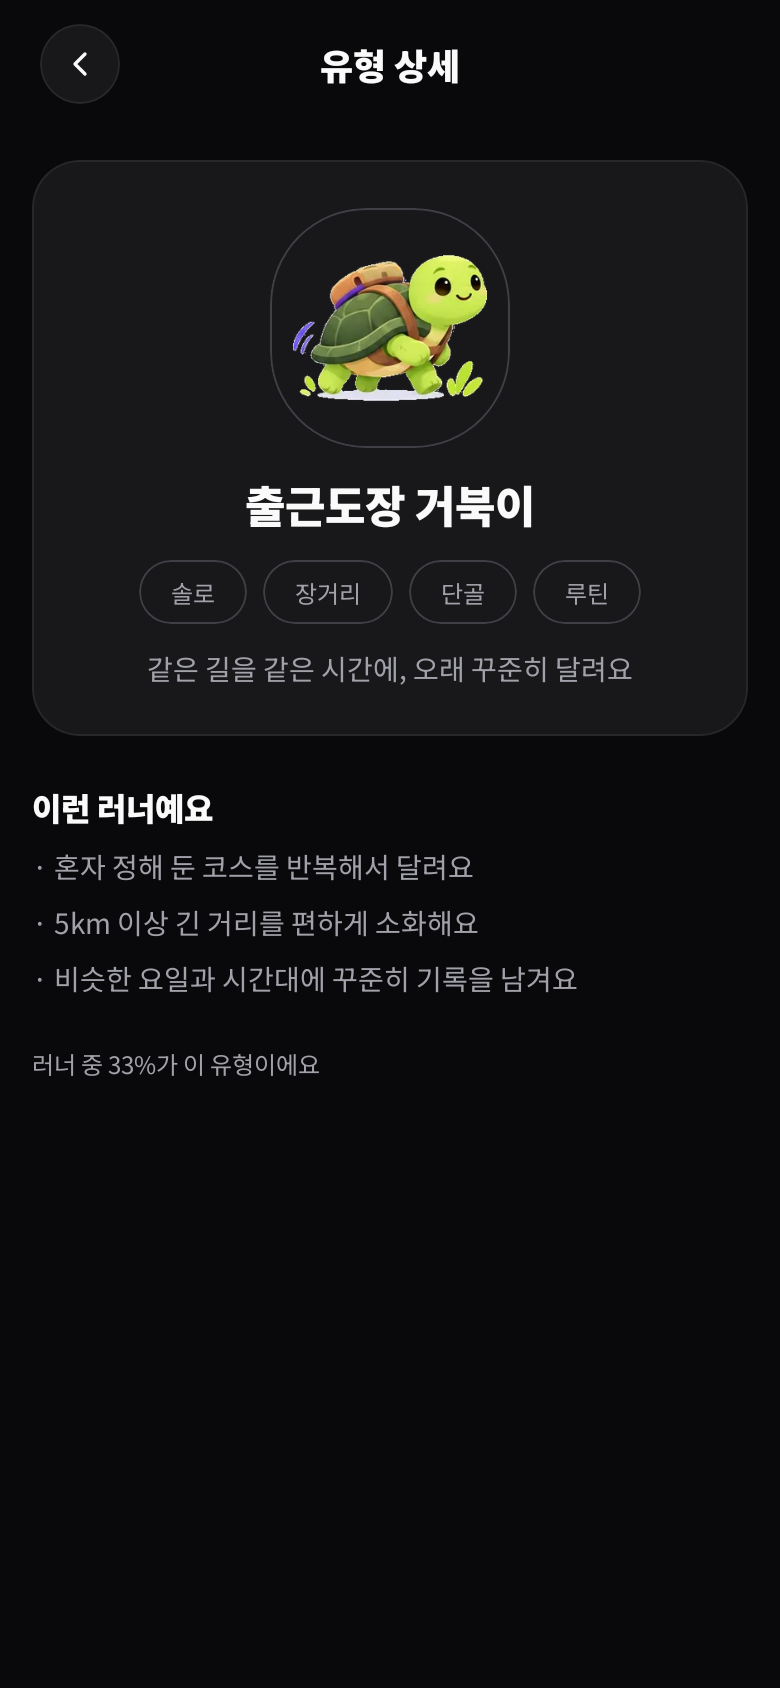 유형 상세
출근도장 거북이
솔로 장거리 단골 루틴
같은 길을 같은 시간에, 오래 꾸준히 달려요
이런 러너예요
· 혼자 정해 둔 코스를 반복해서 달려요
· 5km 이상 긴 거리를 편하게 소화해요
· 비슷한 요일과 시간대에 꾸준히 기록을 남겨요
러너 중 33%가 이 유형이에요